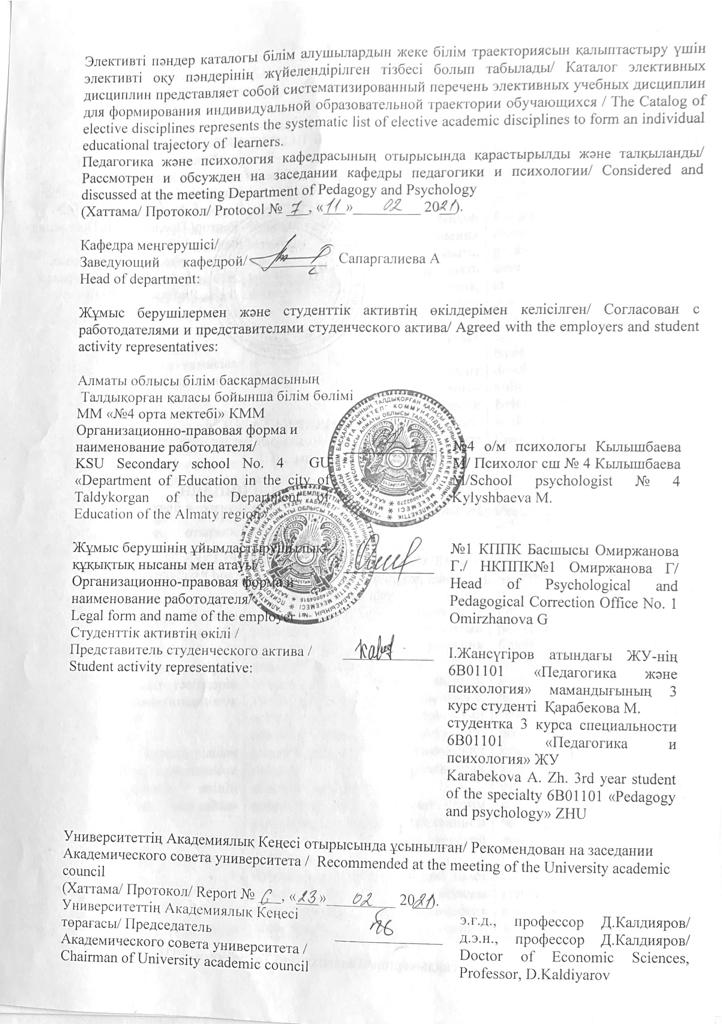 Элективті пәндер каталогы білім алушылардын жеке білім траекториясын қалыптастыру үшін
элективті оқу пәндерінің жүйелендірілген тізбесі болып табылады/ Каталог элективных
дисциплин представляет собой систематизированный перечень элективных учебных дисциплин
для формирования индивидуальной образовательной траектории обучающихся / The Catalog of
elective disciplines represents the systematic list of elective academic disciplines to form an individual
educational trajectory of learners.
Педагогика және психология кафедрасының отырысында қарастырылды және талқыланды/
Рассмотрен и обсужден на заседании кафедры педагогики и психологии/ Considered and
discussed at the meeting Department of Pedagogy and Psychology
(Хаттама/ Протокол/ Protocol № 7, «11» 02 2021).
Кафедра меңгерушісі/
Заведующий кафедрой/ Сапаргалиева А
Head of department:
Жұмыс берушілермен және студенттік активтің өкілдерімен келісілген/ Согласован с
работодателями и представителями студенческого актива/ Agreed with the employers and student
activity representatives:
Алматы облысы білім басқармасының
Талдықорған қаласы бойынша білім бөлімі
ММ «№4 орта мектебі» КММ
Организационно-правовая форма и
наименование работодателя/
KSU Secondary school No. 4 GU
«Department of Education in the city of
Taldykorgan of the Department of
Education of the Almaty region»
№4 о/м психологы Кылышбаева
М/ Психолог сш № 4 Кылышбаева
М/School psychologist № 4
Kylyshbaeva M.
Жұмыс берушінің ұйымдастырушылық-
құқықтық нысаны мен атауы
Организационно-правовая форма и
наименование работодателя/
Legal form and name of the employer
№1 КППК Басшысы Омиржанова
Г./ НКППК№1 Омиржанова Г/
Head of Psychological and
Pedagogical Correction Office No. 1
Omirzhanova G
Студенттік активтің өкілі /
Представитель студенческого актива /
Student activity representative:
І.Жансүгіров атындағы ЖУ-нің
6В01101 «Педагогика және
психология» мамандығының 3
курс студенті Қарабекова М.
студентка 3 курса специальности
6В01101 «Педагогика и
психология» ЖУ
Karabekova A. Zh. 3rd year student
of the specialty 6B01101 «Pedagogy
and psychology» ZHU
Университеттің Академиялық Кеңесі отырысында ұсынылған/ Рекомендован на заседании
Академического совета университета / Recommended at the meeting of the University academic
council
(Хаттама/ Протокол/ Report № 6, «23» 02 2021).
Университеттің Академиялық Кеңесі
төрағасы/ Председатель
Академического совета университета /
Chairman of University academic council
э.ғ.д., профессор Д.Калдияров/
д.э.н., профессор Д.Калдияров/
Doctor of Economic Sciences,
Professor, D.Kaldiyarov